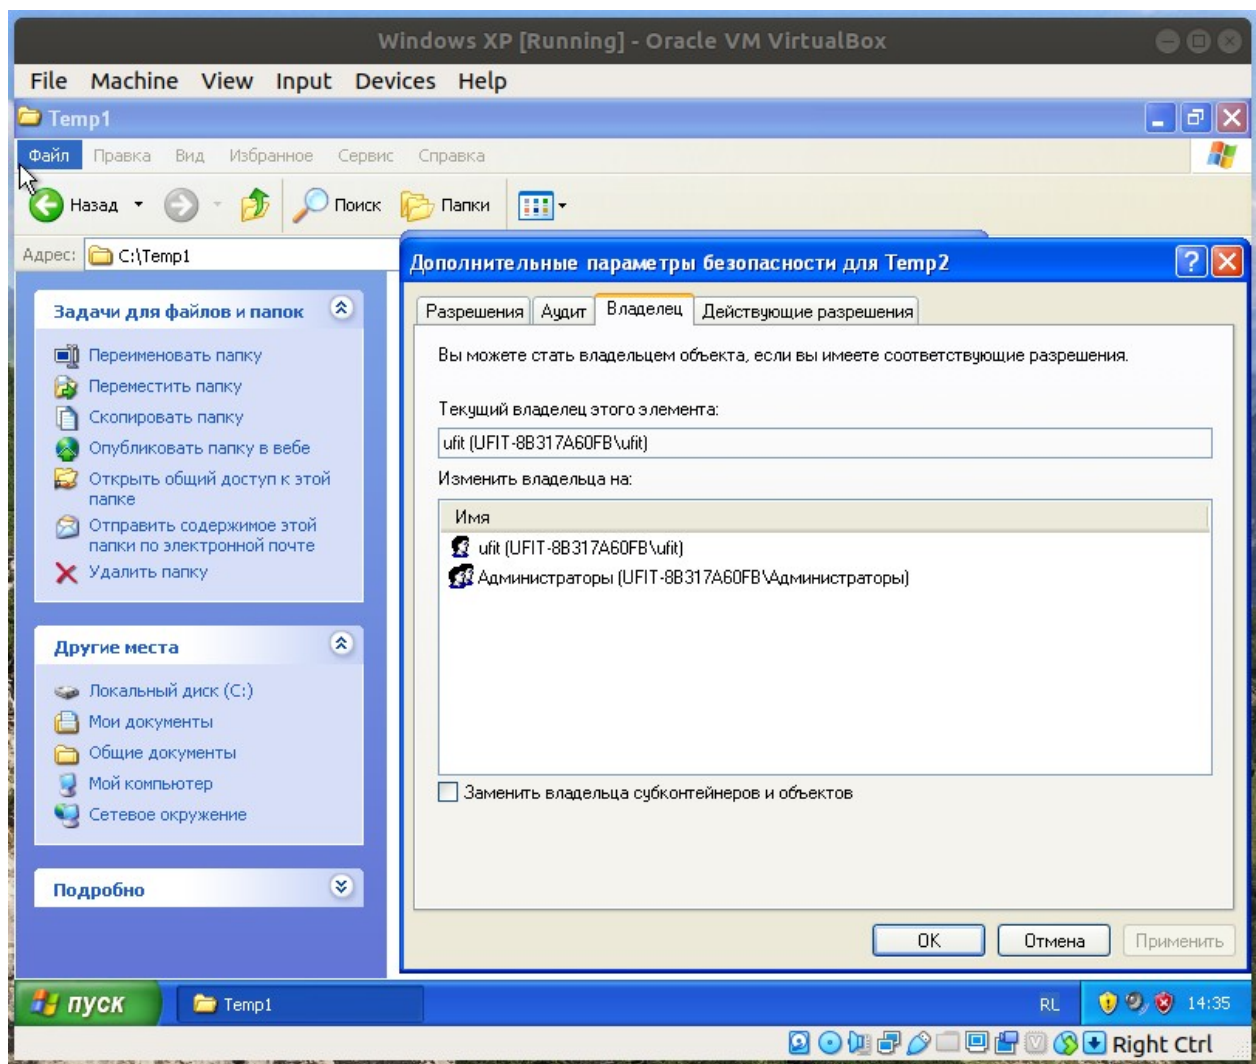 Windows XP [Running] - Oracle VM VirtualBox
File Machine View Input Devices Help
Temp1
Файл Правка Вид Избранное Сервис Справка
Назад Поиск Папки
Адрес: C:\Temp1
Задачи для файлов и папок
Переименовать папку
Переместить папку
Скопировать папку
Опубликовать папку в вебе
Открыть общий доступ к этой
папке
Отправить содержимое этой
папки по электронной почте
Удалить папку
Другие места
Локальный диск (C:)
Мои документы
Общие документы
Мой компьютер
Сетевое окружение
Подробно
Дополнительные параметры безопасности для Temp2
Разрешения Аудит Владелец Действующие разрешения
Вы можете стать владельцем объекта, если вы имеете соответствующие разрешения.
Текущий владелец этого элемента:
ufit (UFIT-8B317A60FB\ufit)
Изменить владельца на:
Имя
ufit (UFIT-8B317A60FB\ufit)
Администраторы (UFIT-8B317A60FB\Администраторы)
Заменить владельца субконтейнеров и объектов
OK Отмена Применить
пуск Temp1 RL 14:35
Right Ctrl